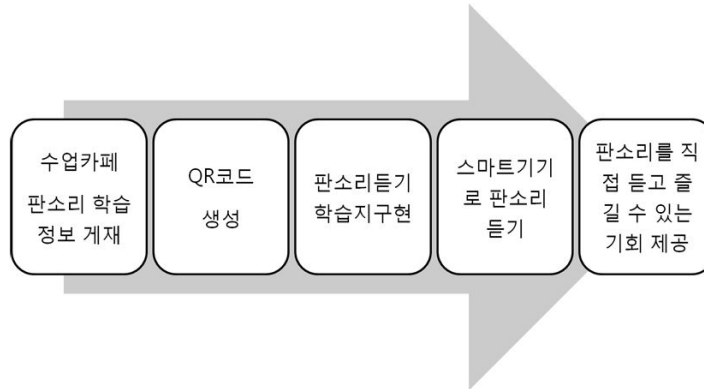 수업카페
판소리 학습
정보 게재
QR코드
생성
판소리듣기
학습지구현
스마트기기
로 판소리
듣기
판소리를 직
접 듣고 즐
길 수 있는
기회 제공